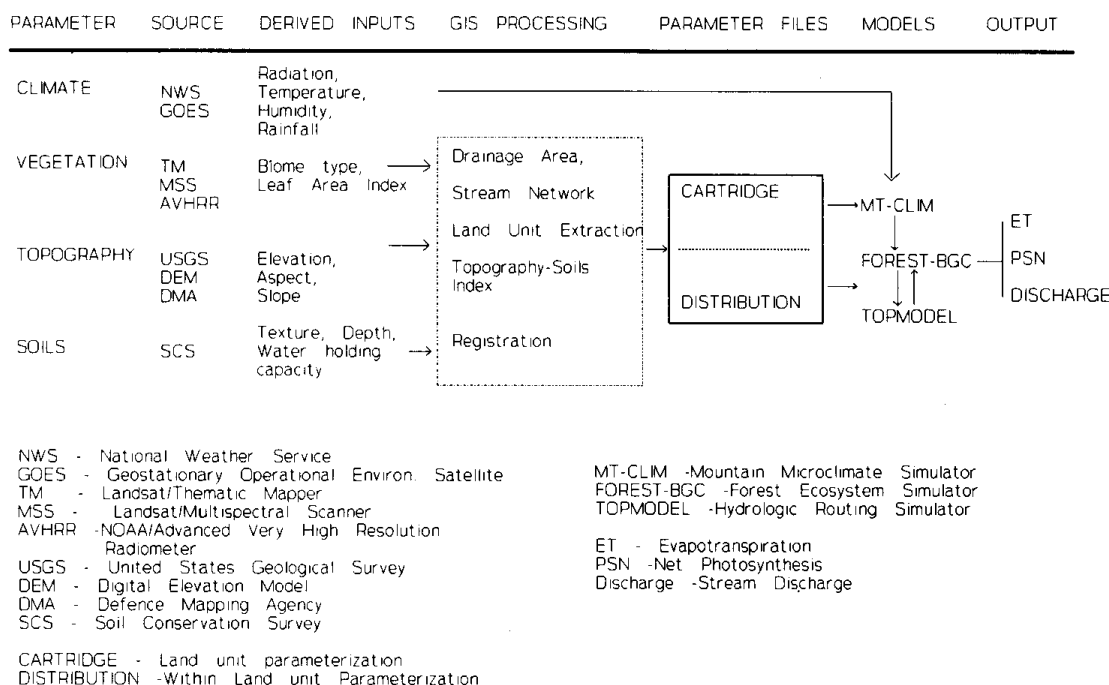 PARAMETER SOURCE DERIVED INPUTS GIS PROCESSING PARAMETER FILES MODELS OUTPUT
CLIMATE
NWS
GOES
Radiation,
Temperature,
Humidity,
Rainfall
VEGETATION
TM
MSS
AVHRR
Biome type,
Leaf Area Index
TOPOGRAPHY
USGS
DEM
DMA
Elevation,
Aspect,
Slope
SOILS
SCS
Texture, Depth,
Water holding
capacity
Drainage Area,
Stream Network
Land Unit Extraction
Topography-Soils
Index
Registration
CARTRIDGE
DISTRIBUTION
MT-CLIM
FOREST-BGC
TOPMODEL
ET
PSN
DISCHARGE
NWS - National Weather Service
GOES - Geostationary Operational Environ. Satellite
TM - Landsat/Thematic Mapper
MSS - Landsat/Multispectral Scanner
AVHRR -NOAA/Advanced Very High Resolution
Radiometer
USGS - United States Geological Survey
DEM - Digital Elevation Model
DMA - Defence Mapping Agency
SCS - Soil Conservation Survey
CARTRIDGE - Land unit parameterization
DISTRIBUTION -Within Land unit Parameterization
MT-CLIM -Mountain Microclimate Simulator
FOREST-BGC -Forest Ecosystem Simulator
TOPMODEL -Hydrologic Routing Simulator
ET - Evapotranspiration
PSN -Net Photosynthesis
Discharge -Stream Discharge